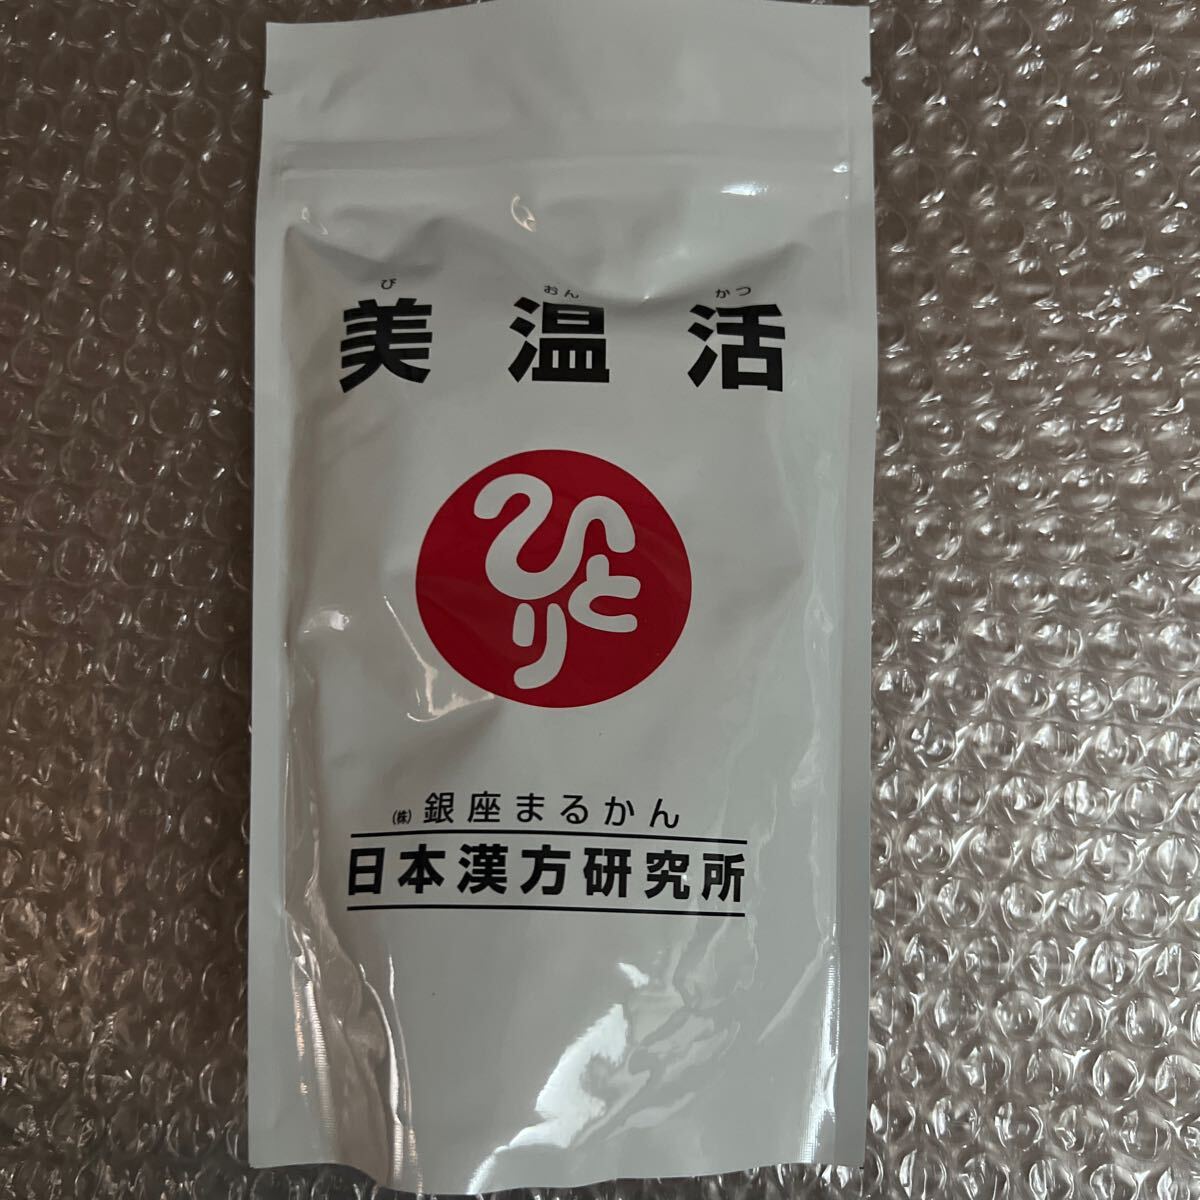 び おん かつ
美 温 活
ひとり
(株) 銀座まるかん
日本漢方研究所